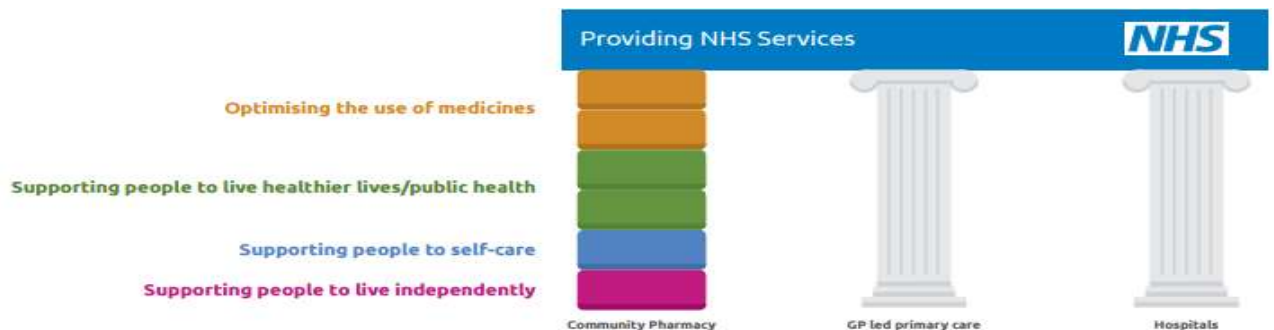 Providing NHS Services
NHS
Optimising the use of medicines
Supporting people to live healthier lives/public health
Supporting people to self-care
Supporting people to live independently
Community Pharmacy
GP led primary care
Hospitals